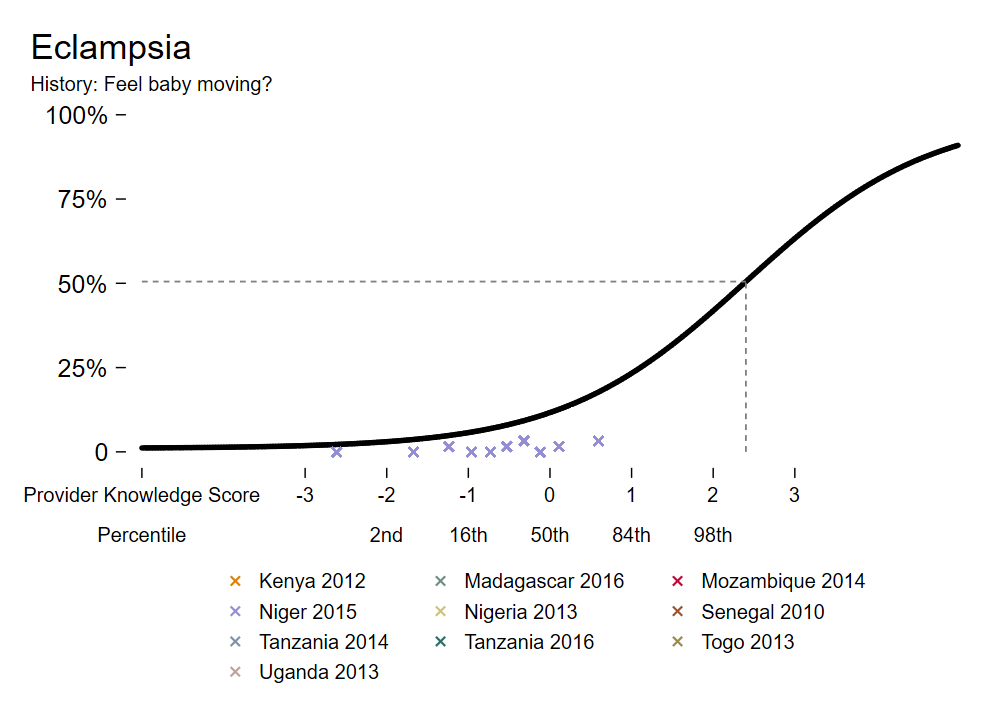 Eclampsia
History: Feel baby moving?
100%
75%
50%
25%
0
Provider Knowledge Score -3 -2 -1 0 1 2 3
Percentile 2nd 16th 50th 84th 98th
Kenya 2012 Madagascar 2016 Mozambique 2014
Niger 2015 Nigeria 2013 Senegal 2010
Tanzania 2014 Tanzania 2016 Togo 2013
Uganda 2013